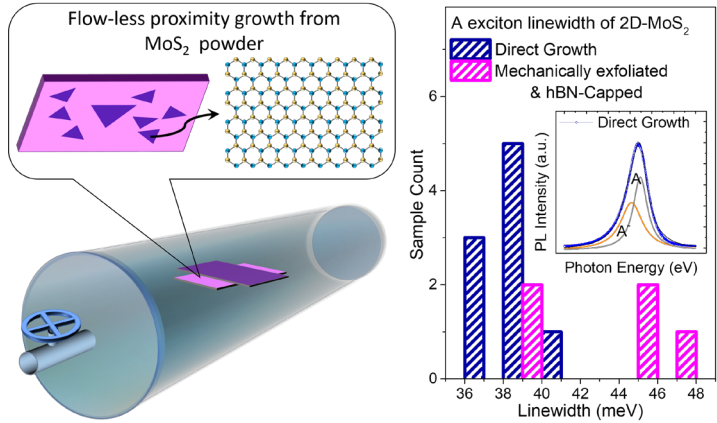 Flow-less proximity growth from
MoS₂ powder
A exciton linewidth of 2D-MoS₂
Direct Growth
Mechanically exfoliated
& hBN-Capped
Direct Growth
A
A⁻
PL Intensity (a.u.)
Photon Energy (eV)
Sample Count
6
4
2
0
36 38 40 42 44 46 48
Linewidth (meV)